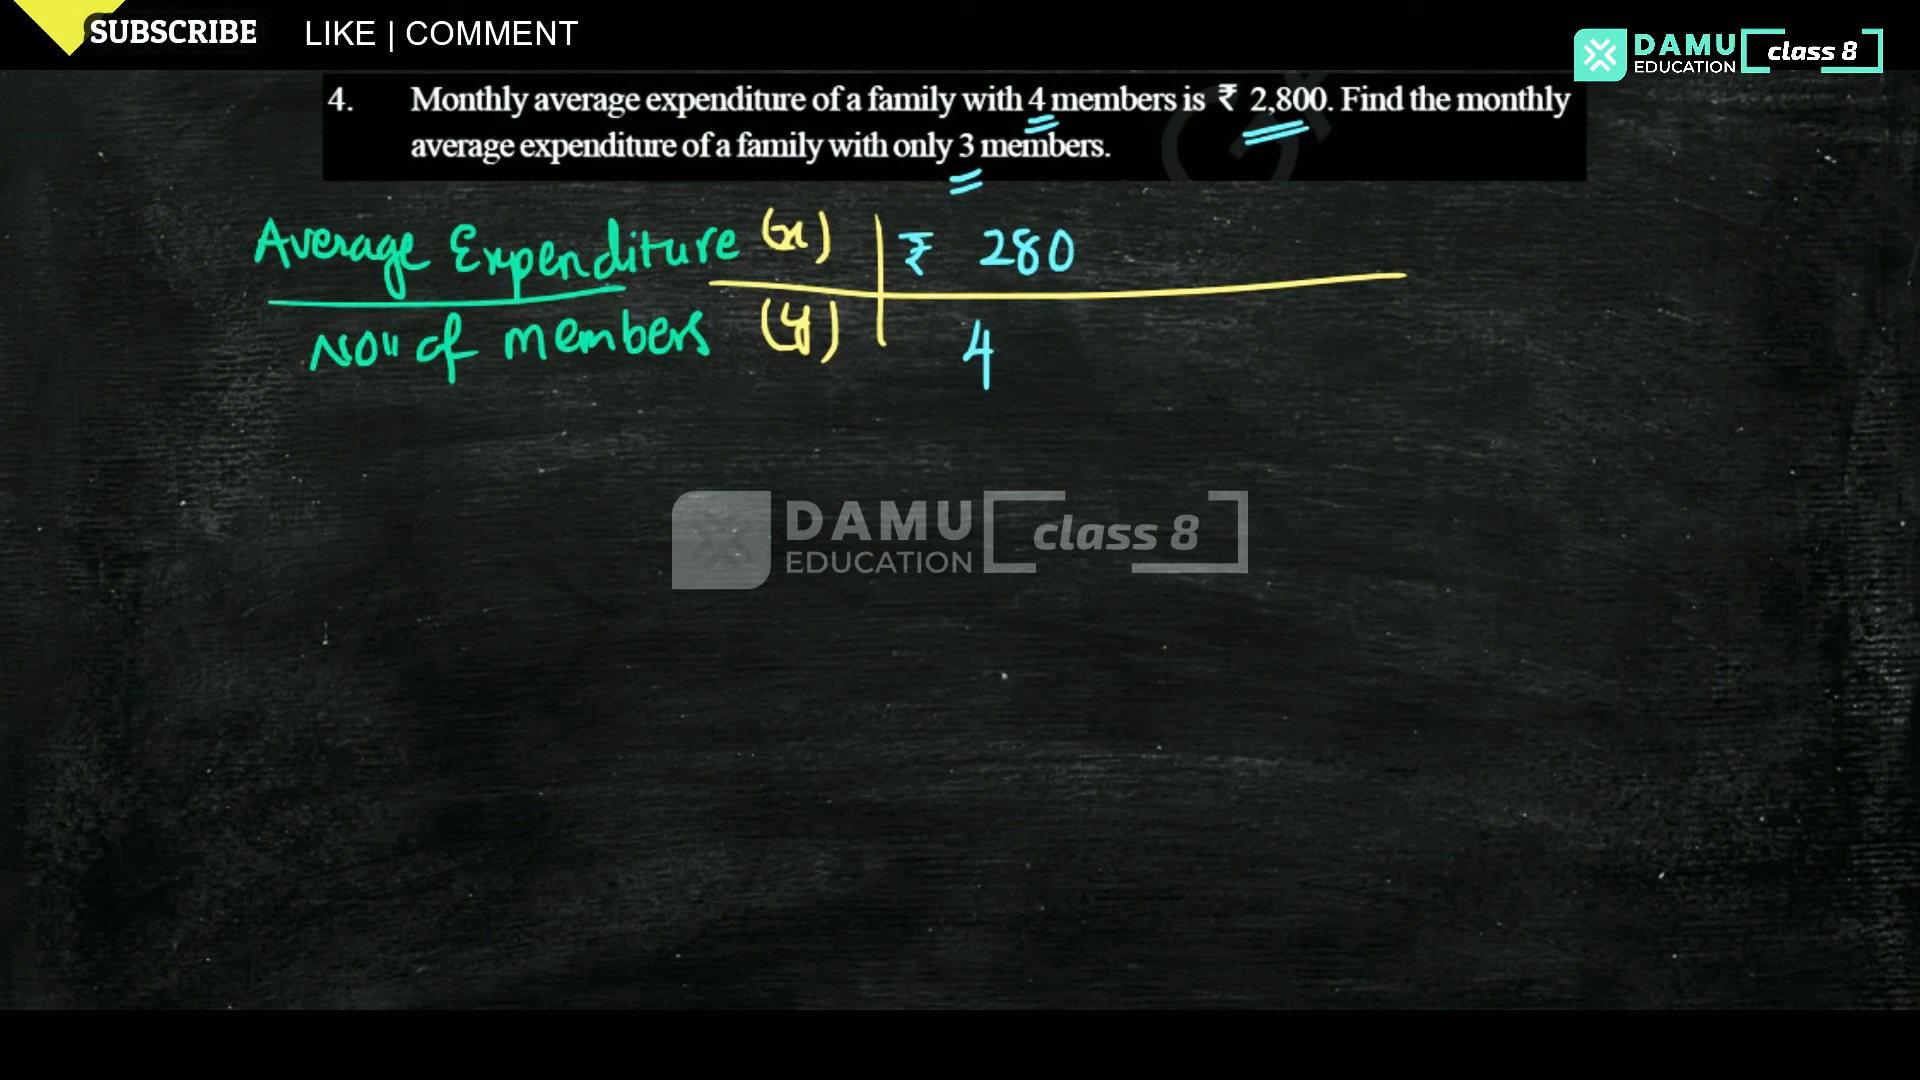 SUBSCRIBE LIKE | COMMENT
DAMU EDUCATION class 8
4. Monthly average expenditure of a family with 4 members is ₹ 2,800. Find the monthly
average expenditure of a family with only 3 members.
Average Expenditure (x) ₹ 280
No" of members (y) 4
DAMU EDUCATION class 8